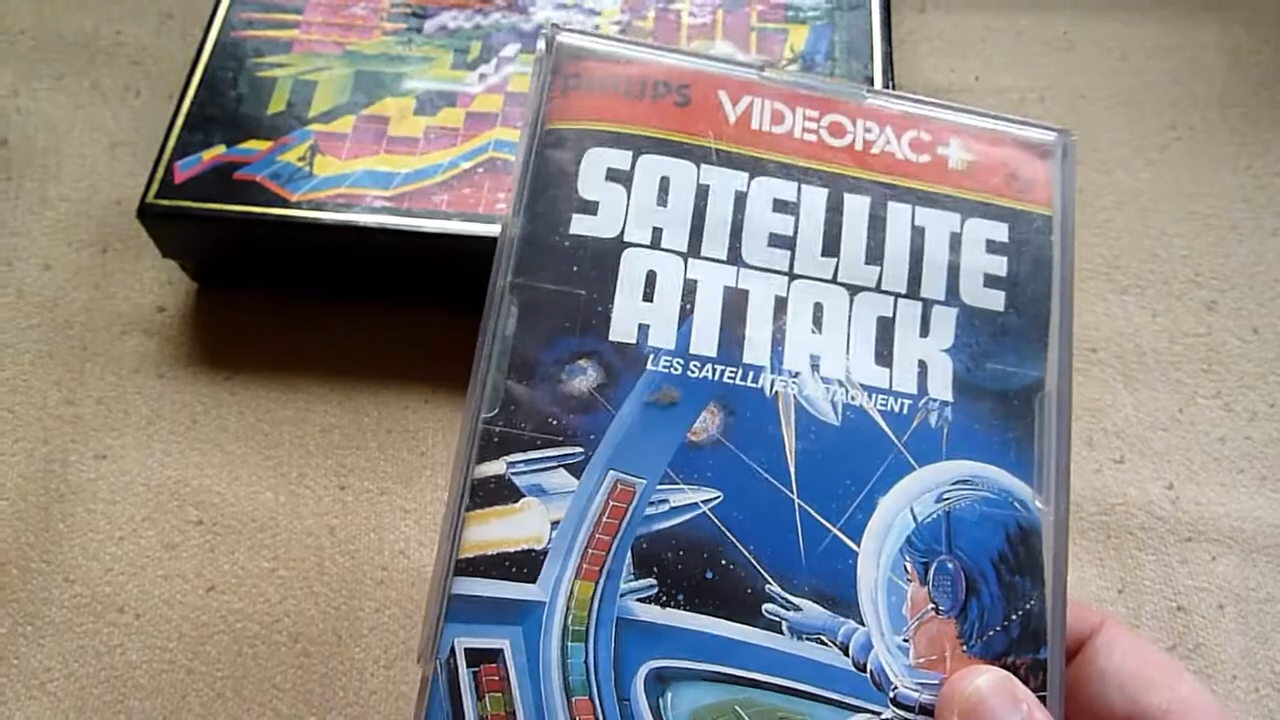 PHILIPS
VIDEOPAC+
SATELLITE
ATTACK
LES SATELLITES ATTAQUENT